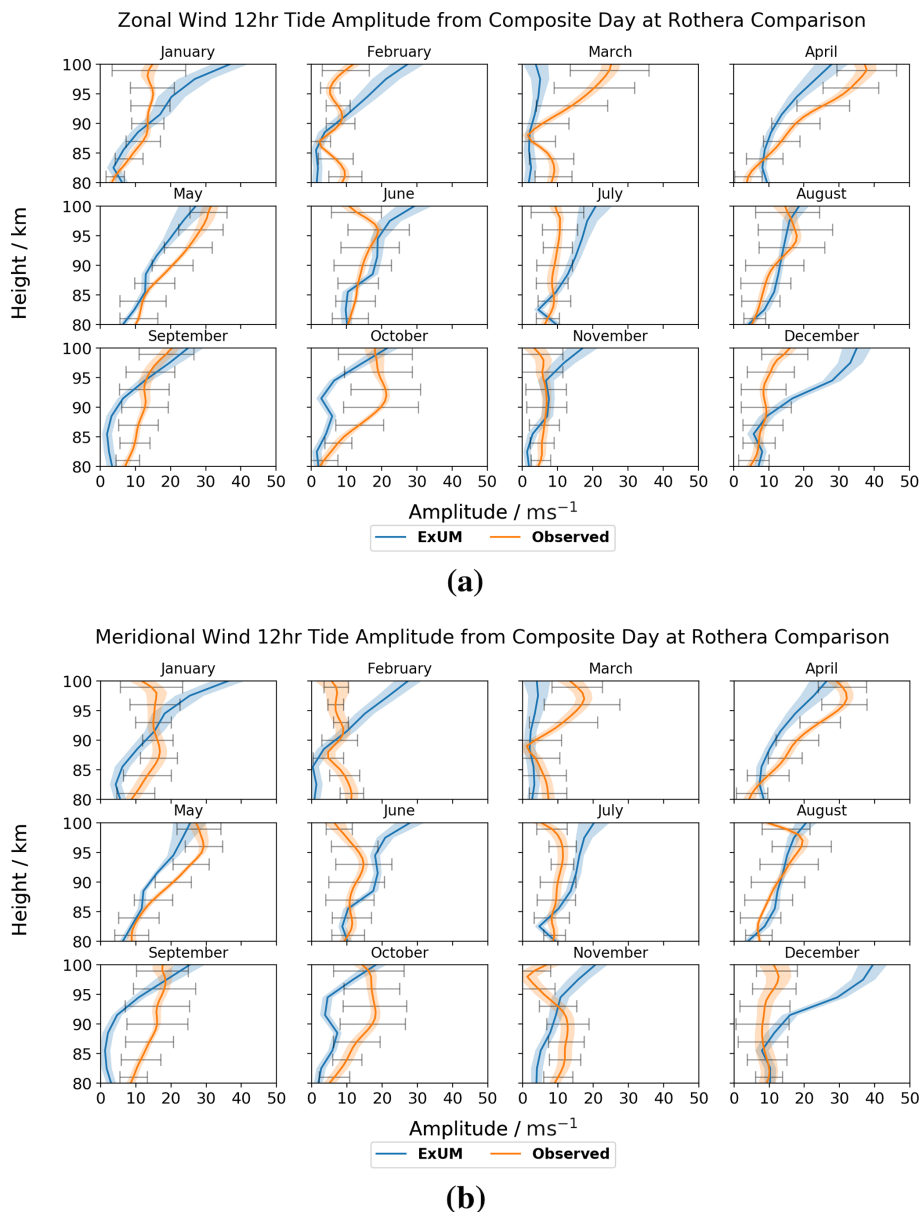 Zonal Wind 12hr Tide Amplitude from Composite Day at Rothera Comparison
January February March April
100
95
90
85
80
May June July August
100
95
90
85
80
Height / km
September October November December
100
95
90
85
80
0 10 20 30 40 50 0 10 20 30 40 50 0 10 20 30 40 50 0 10 20 30 40 50
Amplitude / ms⁻¹
ExUM Observed
(a)
Meridional Wind 12hr Tide Amplitude from Composite Day at Rothera Comparison
January February March April
100
95
90
85
80
May June July August
100
95
90
85
80
Height / km
September October November December
100
95
90
85
80
0 10 20 30 40 50 0 10 20 30 40 50 0 10 20 30 40 50 0 10 20 30 40 50
Amplitude / ms⁻¹
ExUM Observed
(b)